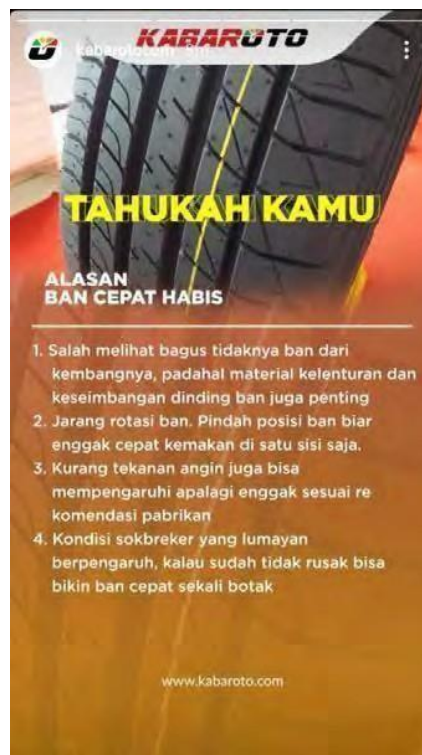 KABAROTO
kabarotocom
TAHUKAH KAMU
ALASAN
BAN CEPAT HABIS
1. Salah melihat bagus tidaknya ban dari
kembangnya, padahal material kelenturan dan
keseimbangan dinding ban juga penting
2. Jarang rotasi ban. Pindah posisi ban biar
enggak cepat kemakan di satu sisi saja.
3. Kurang tekanan angin juga bisa
mempengaruhi apalagi enggak sesuai re
komendasi pabrikan
4. Kondisi sokbreker yang lumayan
berpengaruh, kalau sudah tidak rusak bisa
bikin ban cepat sekali botak
www.kabaroto.com